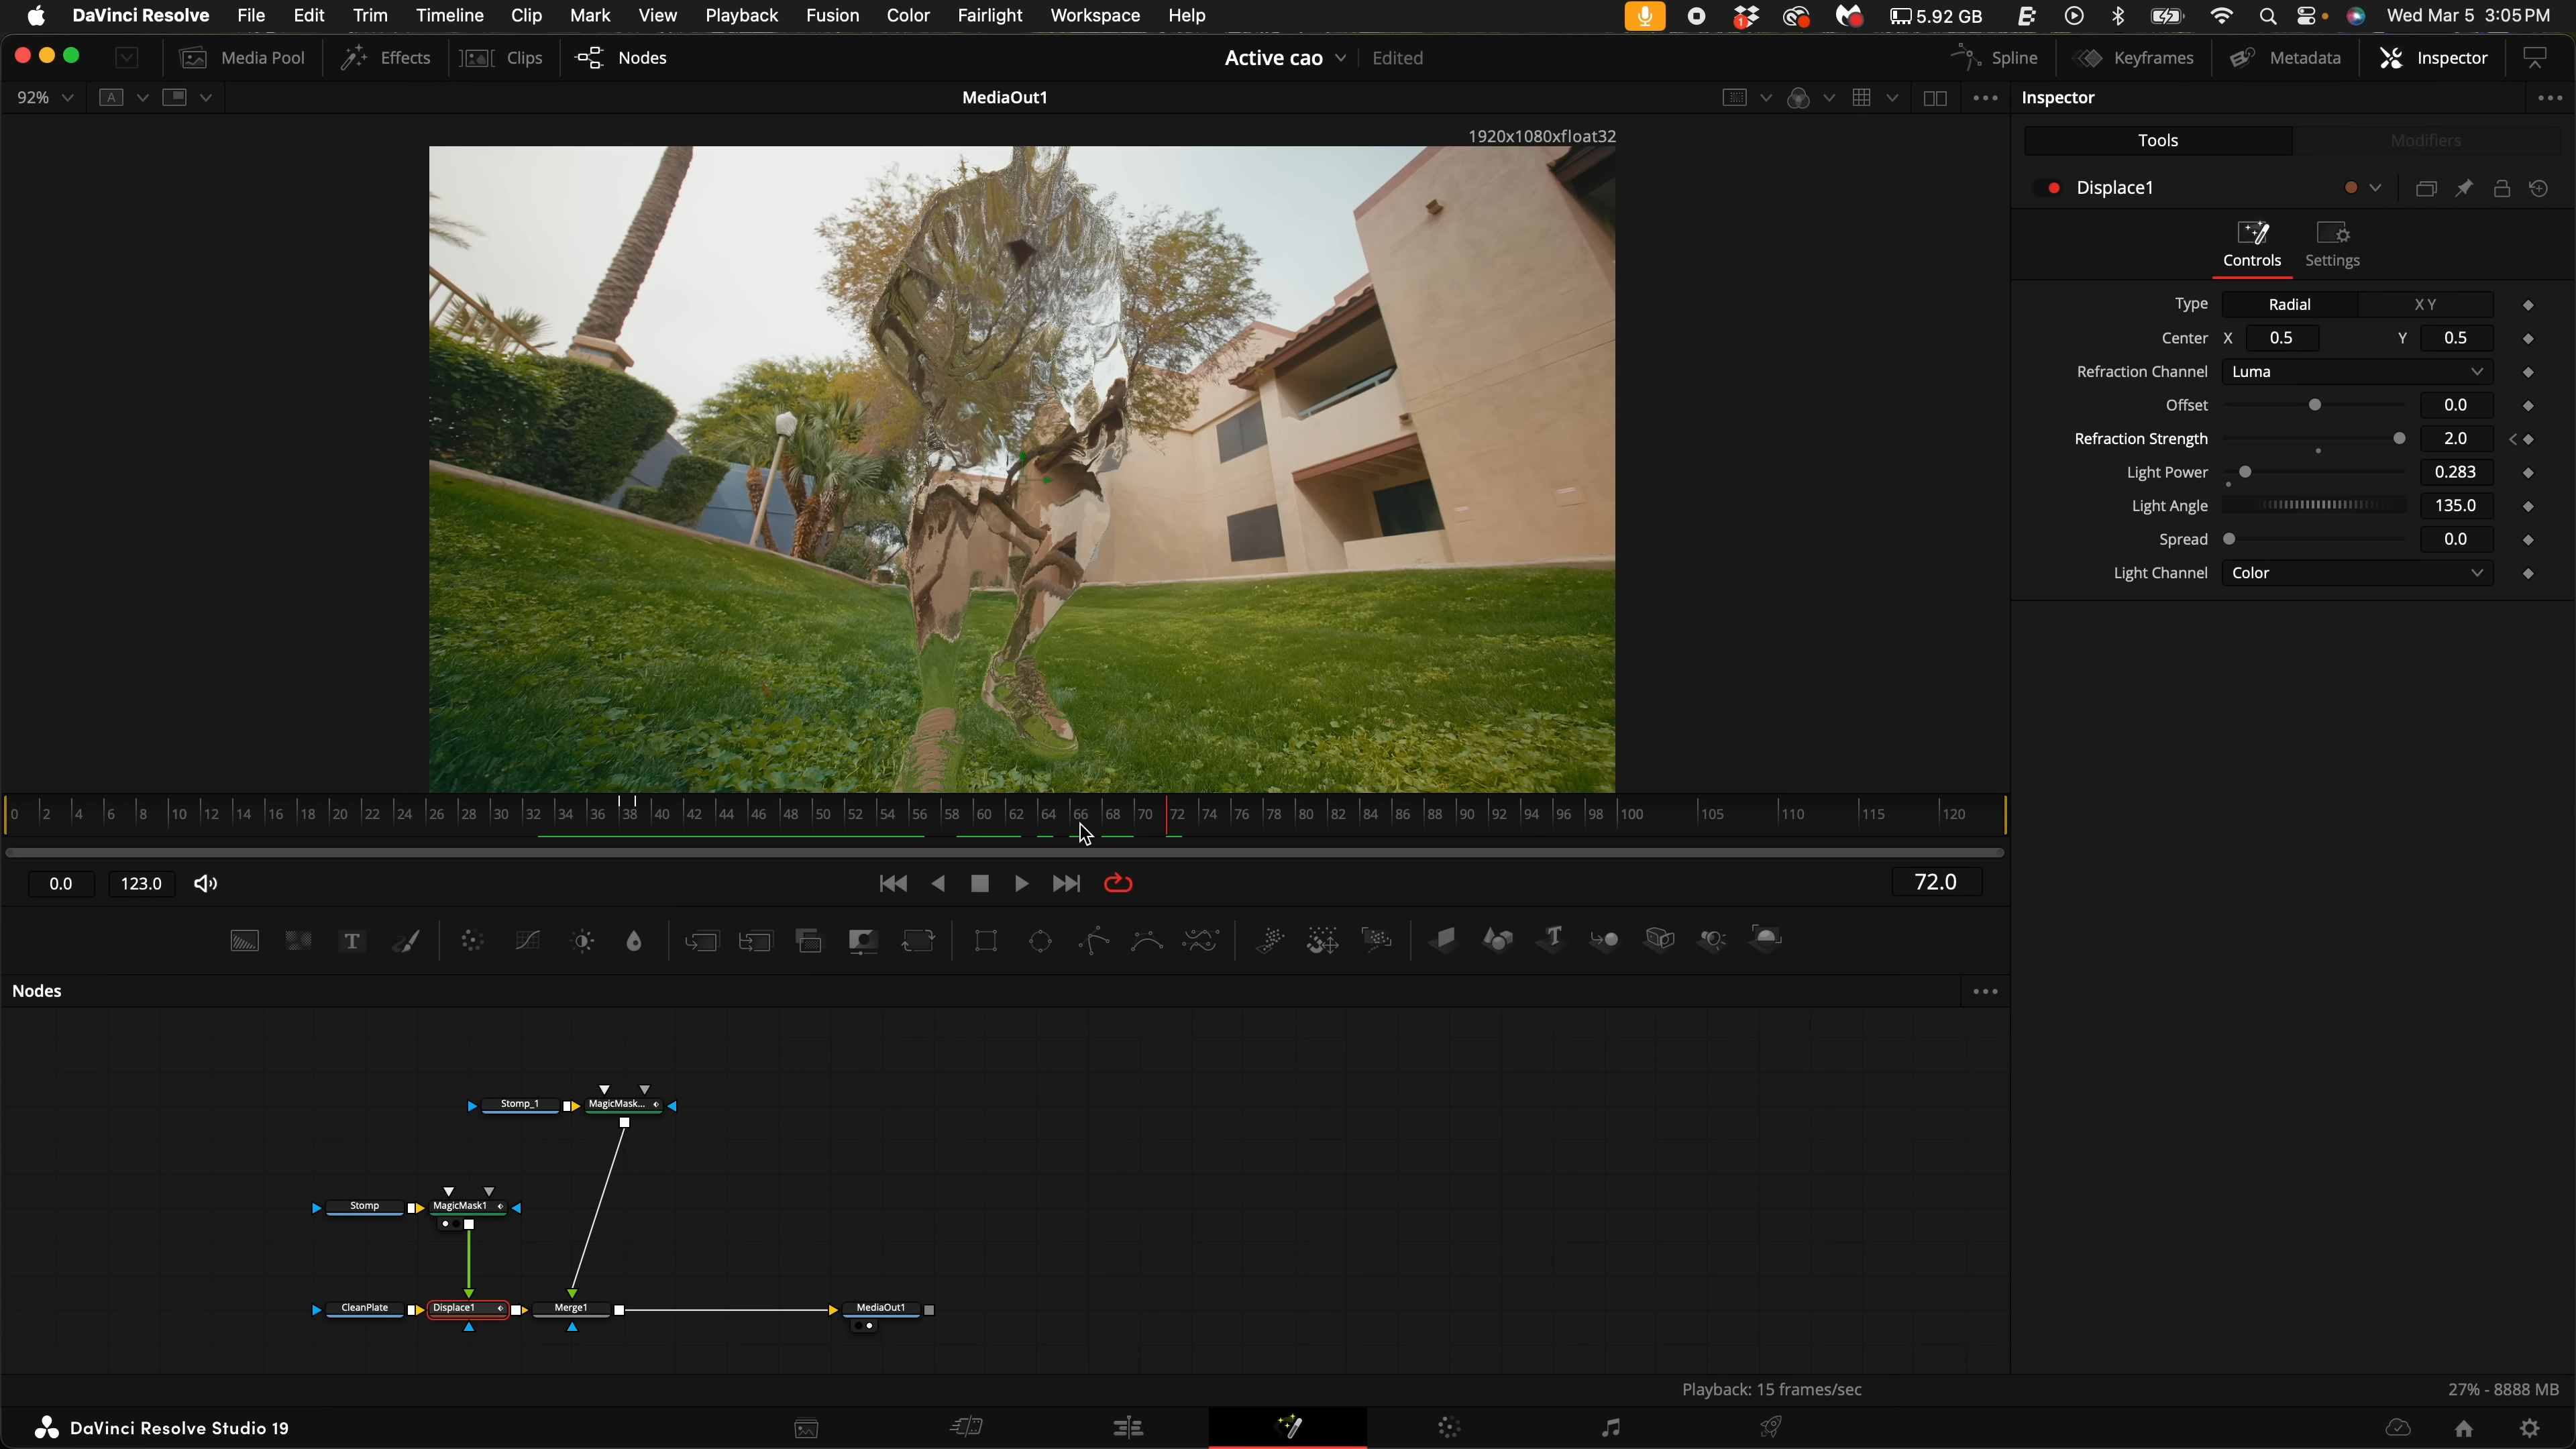 DaVinci Resolve File Edit Trim Timeline Clip Mark View Playback Fusion Color Fairlight Workspace Help 1 5.92 GB Wed Mar 5 3:05 PM
Media Pool Effects Clips Nodes Active cao Edited Spline Keyframes Metadata Inspector
92% A MediaOut1 Inspector
1920x1080xfloat32
Tools Modifiers
Displace1
Controls Settings
Type Radial X Y
Center X 0.5 Y 0.5
Refraction Channel Luma
Offset 0.0
Refraction Strength 2.0
Light Power 0.283
Light Angle 135.0
Spread 0.0
Light Channel Color
0 2 4 6 8 10 12 14 16 18 20 22 24 26 28 30 32 34 36 38 40 42 44 46 48 50 52 54 56 58 60 62 64 66 68 70 72 74 76 78 80 82 84 86 88 90 92 94 96 98 100 105 110 115 120
0.0 123.0 72.0
T T
Nodes
Stomp_1 MagicMask...
Stomp MagicMask1
CleanPlate Displace1 Merge1 MediaOut1
Playback: 15 frames/sec 27% - 8888 MB
DaVinci Resolve Studio 19